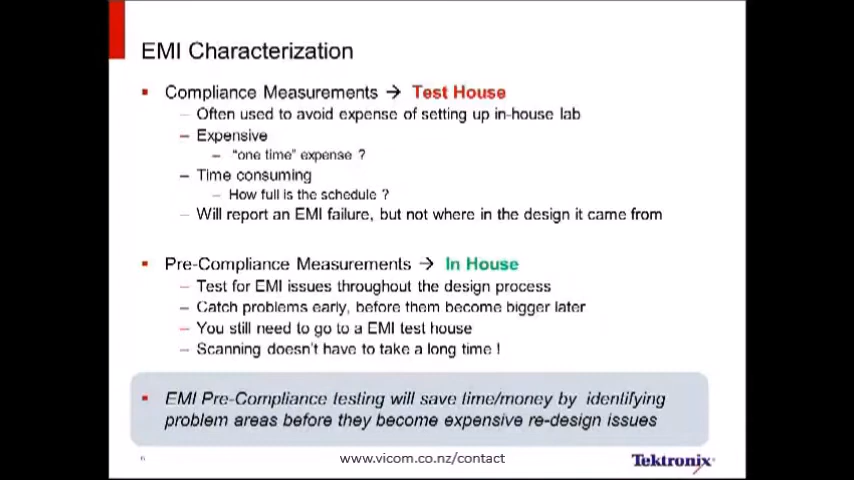 EMI Characterization
Compliance Measurements → Test House
– Often used to avoid expense of setting up in-house lab
– Expensive
– "one time" expense ?
– Time consuming
– How full is the schedule ?
– Will report an EMI failure, but not where in the design it came from
Pre-Compliance Measurements → In House
– Test for EMI issues throughout the design process
– Catch problems early, before them become bigger later
– You still need to go to a EMI test house
– Scanning doesn't have to take a long time !
EMI Pre-Compliance testing will save time/money by identifying
problem areas before they become expensive re-design issues
www.vicom.co.nz/contact
Tektronix